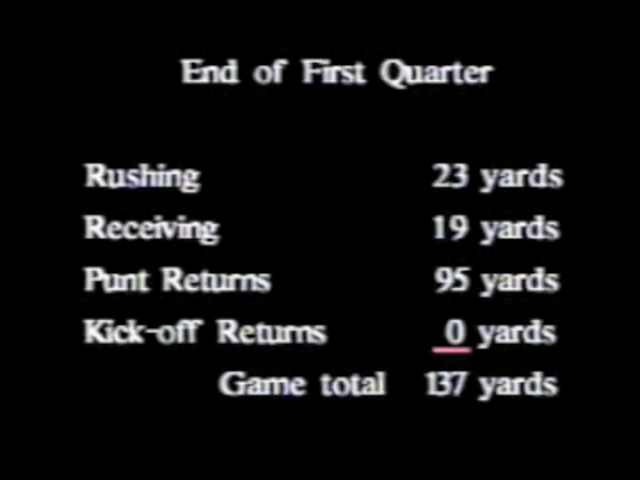 End of First Quarter
Rushing 23 yards
Receiving 19 yards
Punt Returns 95 yards
Kick-off Returns 0 yards
Game total 137 yards